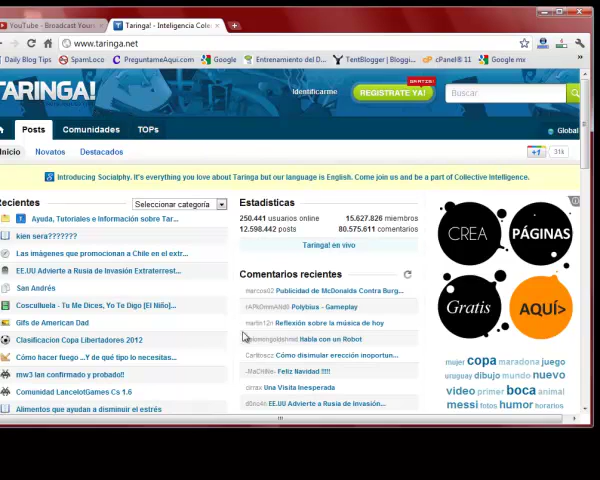 YouTube - Broadcast Yours
Taringa! - Inteligencia Cole
www.taringa.net
Daily Blog Tips
SpamLoco
PreguntameAqui.com
Google
Entrenamiento del D...
TentBlogger | Bloggi...
cPanel® 11
Google mx
»
TARINGA!
Identificarme
GRATIS!
REGISTRATE YA!
Buscar
Posts
Comunidades
TOPs
Global
Inicio
Novatos
Destacados
+1
31k
Introducing Socialphy. It's everything you love about Taringa but our language is English. Come join us and be a part of Collective Intelligence.
Recientes
Seleccionar categoría
Ayuda, Tutoriales e Información sobre Tar...
kien sera???????
Las imágenes que promocionan a Chile en el extr...
EE.UU Advierte a Rusia de Invasión Extraterrest...
San Andrés
Cosculluela - Tu Me Dices, Yo Te Digo [El Niño]...
Gifs de American Dad
Clasificacion Copa Libertadores 2012
Cómo hacer fuego ...Y de qué tipo lo necesitas...
mw3 lan confirmado y probado!!
Comunidad LancelotGames Cs 1.6
Alimentos que ayudan a disminuir el estrés
Estadísticas
250.441 usuarios online
15.627.826 miembros
12.598.442 posts
80.575.611 comentarios
Taringa! en vivo
Comentarios recientes
marcos02 Publicidad de McDonalds Contra Burg...
rAPkOmmANd0 Polybius - Gameplay
martin12rr Reflexión sobre la música de hoy
Habla con un Robot
Carltrocz Cómo disimular erección inoportun...
-MaCHiNe- Feliz Navidad !!!!
cirrax Una Visita Inesperada
d0no4n EE.UU Advierte a Rusia de Invasión...
CREA
PÁGINAS
Gratis
AQUÍ>
mujer copa maradona juego
uruguay dibujo mundo nuevo
video primer boca animal
messi fotos humor horarios